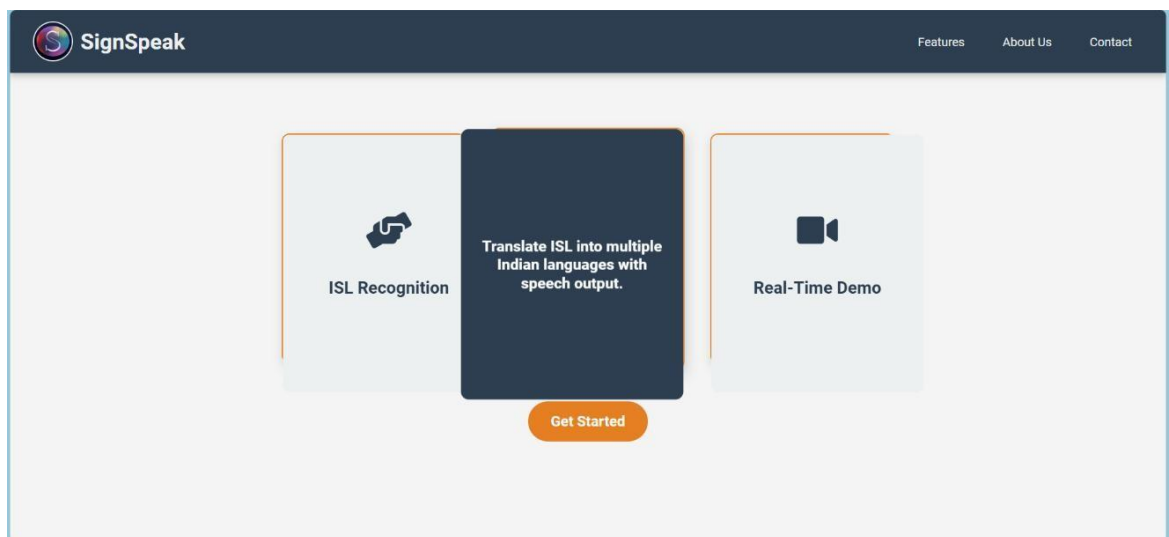 SignSpeak
Features
About Us
Contact
ISL Recognition
Translate ISL into multiple
Indian languages with
speech output.
Real-Time Demo
Get Started